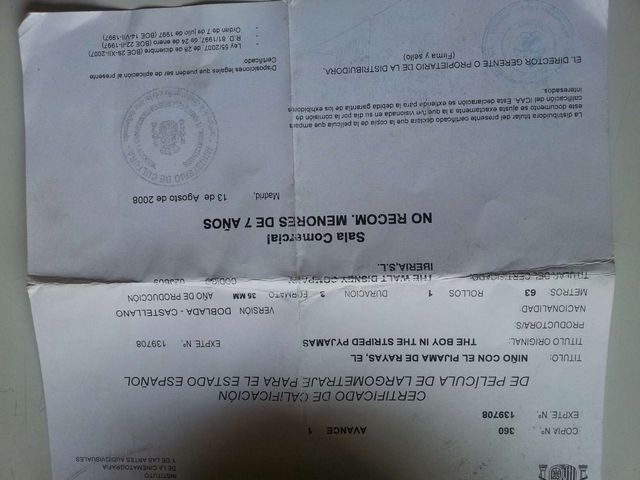 INSTITUTO
DE LA CINEMATOGRAFIA
Y DE LAS ARTES AUDIOVISUALES
COPIA Nº. 360 AVANCE 1
EXPTE. Nº. 139708
CERTIFICADO DE CALIFICACIÓN
DE PELÍCULA DE LARGOMETRAJE PARA EL ESTADO ESPAÑOL
TITULO: NIÑO CON EL PIJAMA DE RAYAS, EL
TITULO ORIGINAL: THE BOY IN THE STRIPED PYJAMAS EXPTE. Nº. 139708
PRODUCTORA/S:
NACIONALIDAD: VERSIÓN DOBLADA - CASTELLANO
METROS: 63 ROLLOS 1 DURACION 3 FORMATO 35 MM AÑO DE PRODUCCIÓN
TITULAR DEL CERTIFICADO: THE WALT DISNEY COMPANY CÓDIGO
IBERIA,S.L.
Sala Comercial
NO RECOM. MENORES DE 7 AÑOS
Madrid, 13 de Agosto de 2008
MINISTERIO DE CULTURA
La distribuidora titular del presente certificado declara que la copia de la película que ampara
este documento se ajusta exactamente a la que fue visionada en su día por la comisión de
calificación del ICAA. Esta declaración se extiende para la debida garantía de los exhibidores
interesados.
EL DIRECTOR GERENTE O PROPIETARIO DE LA DISTRIBUIDORA,
(Firma y sello)
Disposiciones legales que pueden ser de aplicación al presente
Certificado
- Ley 55/2007, de 28 de diciembre (BOE 29-XII-2007)
- R.D. 81/1997, de 24 de enero (BOE 22-II-1997)
- Orden de 7 de julio de 1997 (BOE 14-VII-1997)